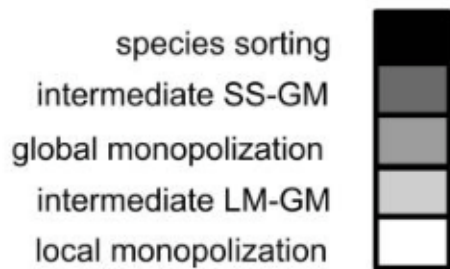 species sorting
intermediate SS-GM
global monopolization
intermediate LM-GM
local monopolization